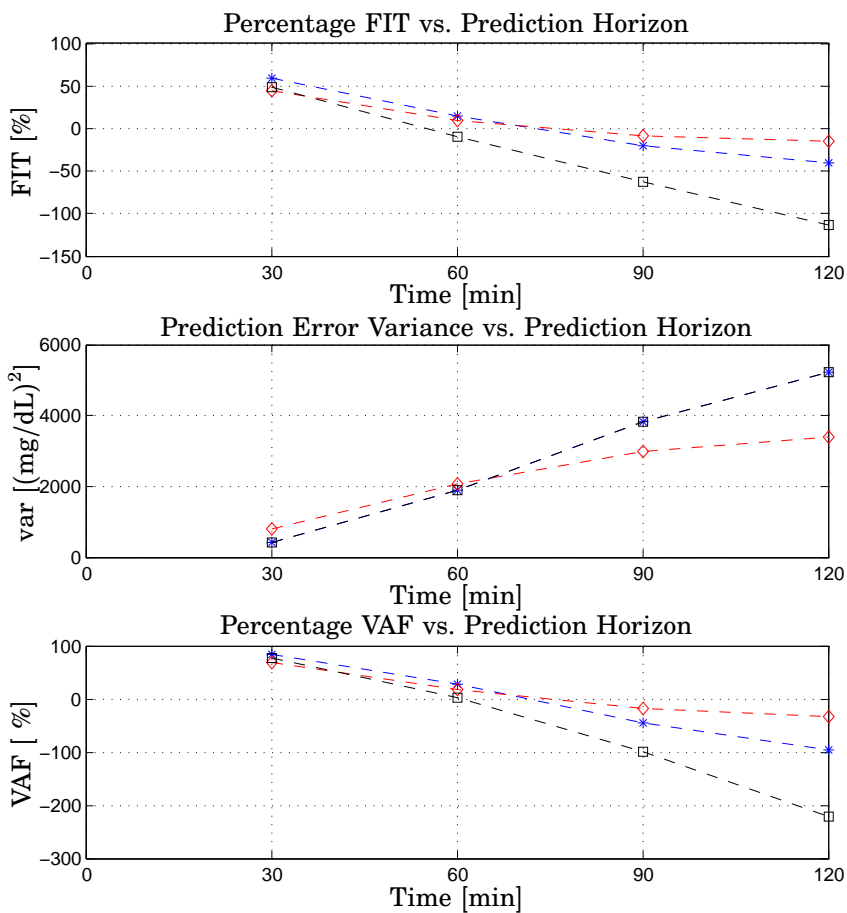 Percentage FIT vs. Prediction Horizon
100
50
0
−50
−100
−150
FIT [%]
0 30 60 90 120
Time [min]
Prediction Error Variance vs. Prediction Horizon
6000
4000
2000
0
var [(mg/dL)²]
0 30 60 90 120
Time [min]
Percentage VAF vs. Prediction Horizon
100
0
−100
−200
−300
VAF [ %]
0 30 60 90 120
Time [min]